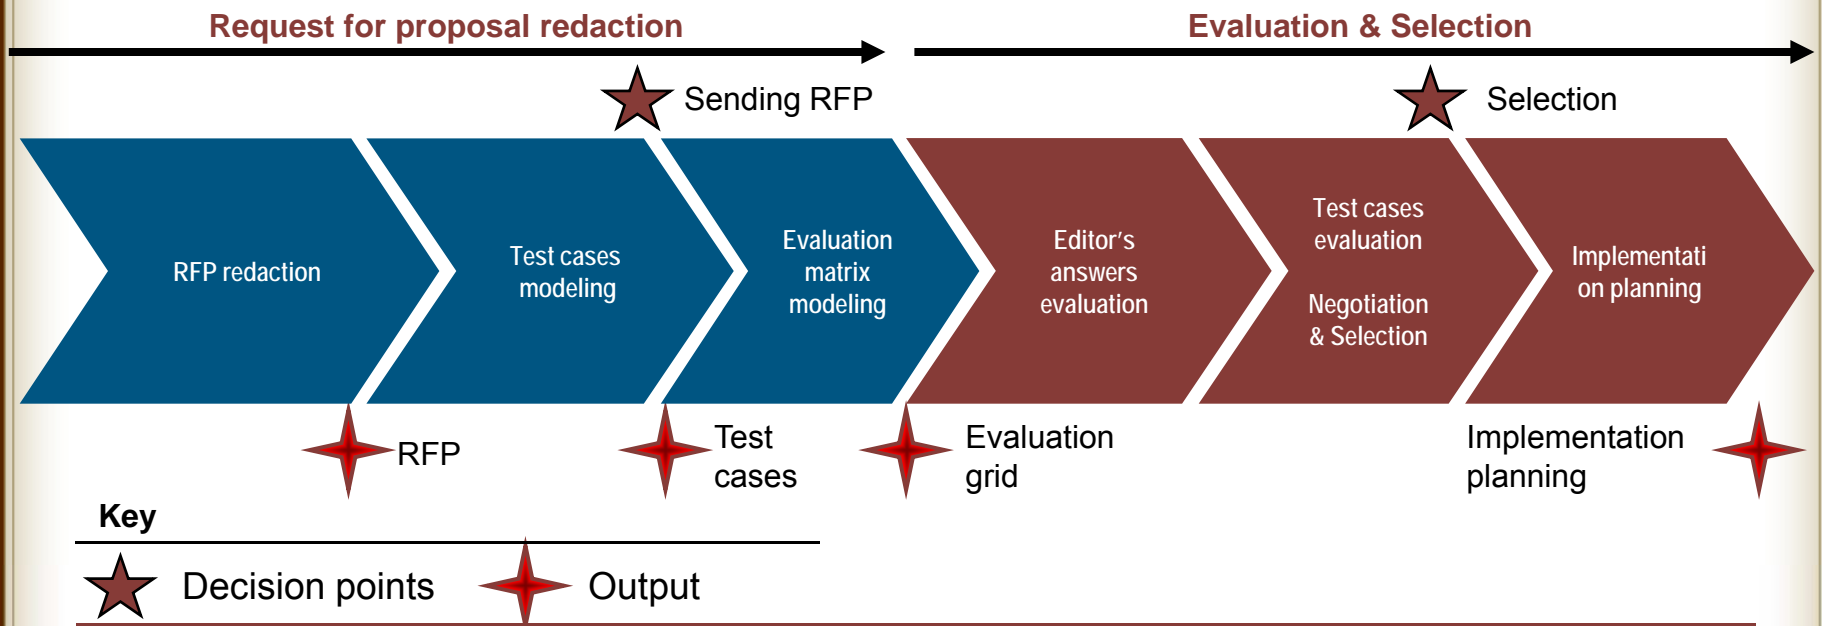 Request for proposal redaction
Evaluation & Selection
Sending RFP
Selection
RFP redaction
Test cases
modeling
Evaluation
matrix
modeling
Editor's
answers
evaluation
Test cases
evaluation
Negotiation
& Selection
Implementati
on planning
RFP
Test
cases
Evaluation
grid
Implementation
planning
Key
Decision points
Output